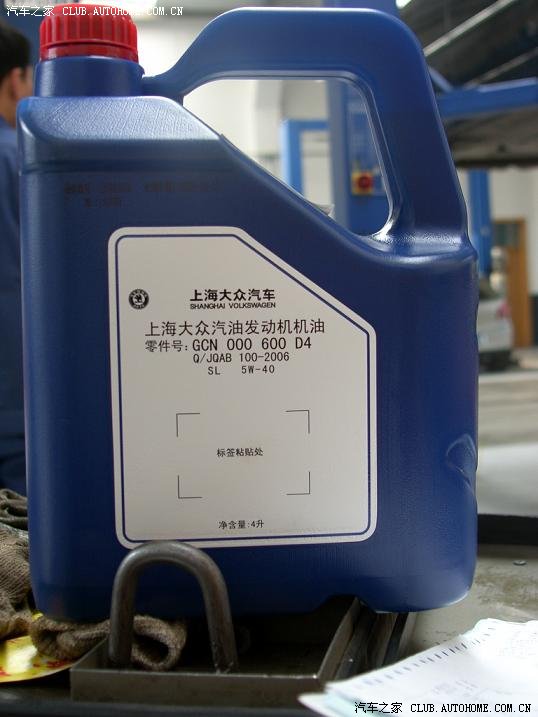 汽车之家 CLUB.AUTOHOME.COM.CN
上海大众汽车
SHANGHAI VOLKSWAGEN
上海大众汽油发动机机油
零件号:GCN 000 600 D4
Q/JQAB 100-2006
SL 5W-40
标签粘贴处
净含量:4升
汽车之家 CLUB.AUTOHOME.COM.CN